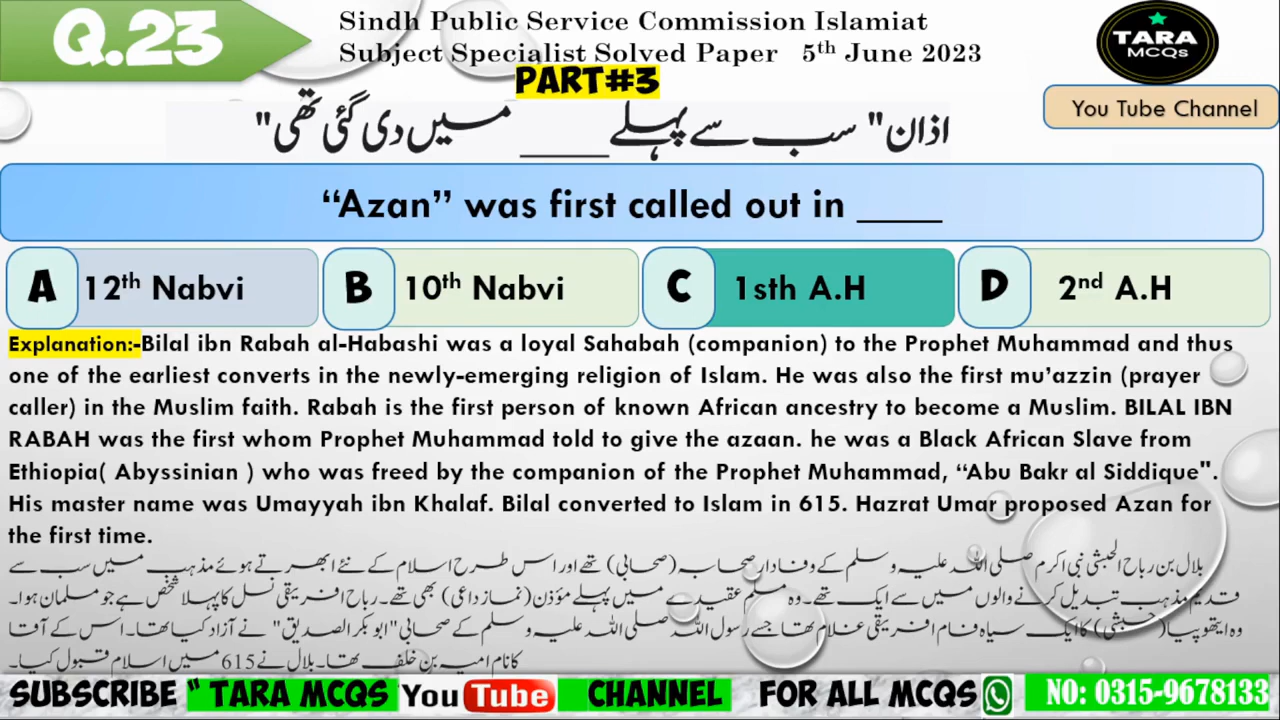 Q.23
Sindh Public Service Commission Islamiat
Subject Specialist Solved Paper 5th June 2023
PART#3
TARA
MCQs
You Tube Channel
اذان" سب سے پہلے ____ میں دی گئی تھی"
“Azan” was first called out in ____
A 12th Nabvi
B 10th Nabvi
C 1sth A.H
D 2nd A.H
Explanation:-Bilal ibn Rabah al-Habashi was a loyal Sahabah (companion) to the Prophet Muhammad and thus
one of the earliest converts in the newly-emerging religion of Islam. He was also the first mu’azzin (prayer
caller) in the Muslim faith. Rabah is the first person of known African ancestry to become a Muslim. BILAL IBN
RABAH was the first whom Prophet Muhammad told to give the azaan. he was a Black African Slave from
Ethiopia( Abyssinian ) who was freed by the companion of the Prophet Muhammad, “Abu Bakr al Siddique".
His master name was Umayyah ibn Khalaf. Bilal converted to Islam in 615. Hazrat Umar proposed Azan for
the first time.
بلال بن رباح الحبشی نبی اکرم صلی اللہ علیہ وسلم کے وفادار صحابہ (صحابی) تھے اور اس طرح اسلام کے نئے ابھرتے ہوئے مذہب میں سب سے
قدیم مذہب تبدیل کرنے والوں میں سے ایک تھے۔ وہ مسلم عقیدے میں پہلے مؤذن (نماز داعی) بھی تھے۔ رباح افریقی نسل کا پہلا شخص ہے جو مسلمان ہوا۔
وہ ایتھوپیا (حبشی) کا ایک سیاہ فام افریقی غلام تھا جسے رسول اللہ صلی اللہ علیہ وسلم کے صحابی "ابو بکر الصدیق" نے آزاد کیا تھا۔ اس کے آقا
کا نام امیہ بن خلف تھا۔ بلال نے 615 میں اسلام قبول کیا۔
SUBSCRIBE “ TARA MCQS YouTube CHANNEL FOR ALL MCQS NO: 0315-9678133